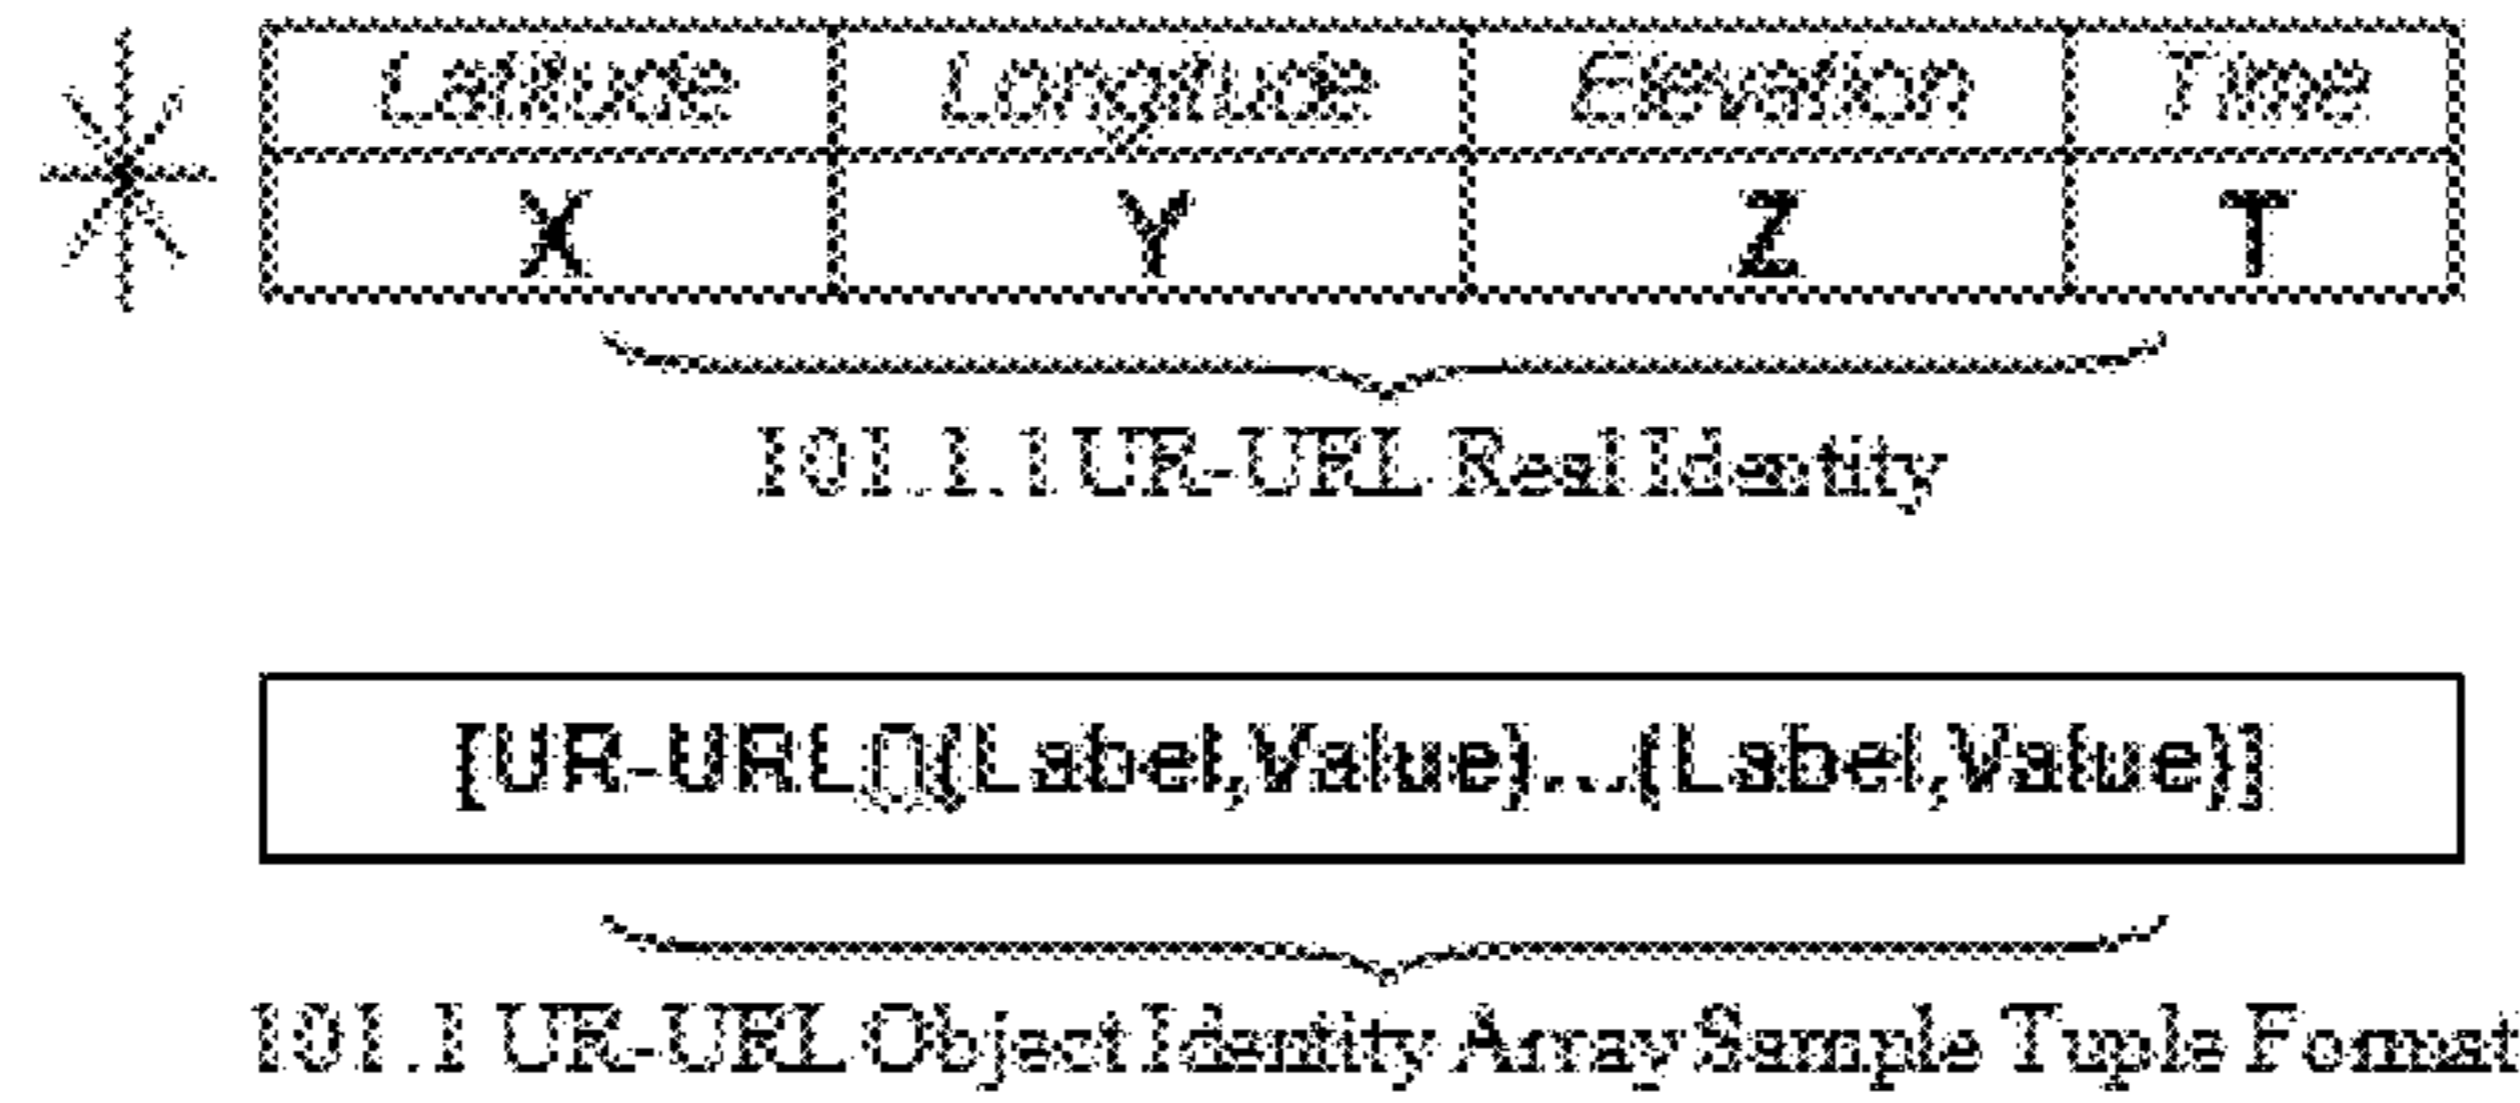 Latitude Longitude Elevation Time
X Y Z T
101.1.1 UR-URL Real Identity
[UR-URL()(Label,Value)...(Label,Value)]
101.1 UR-URL Object Identity Array Sample Tuple Format